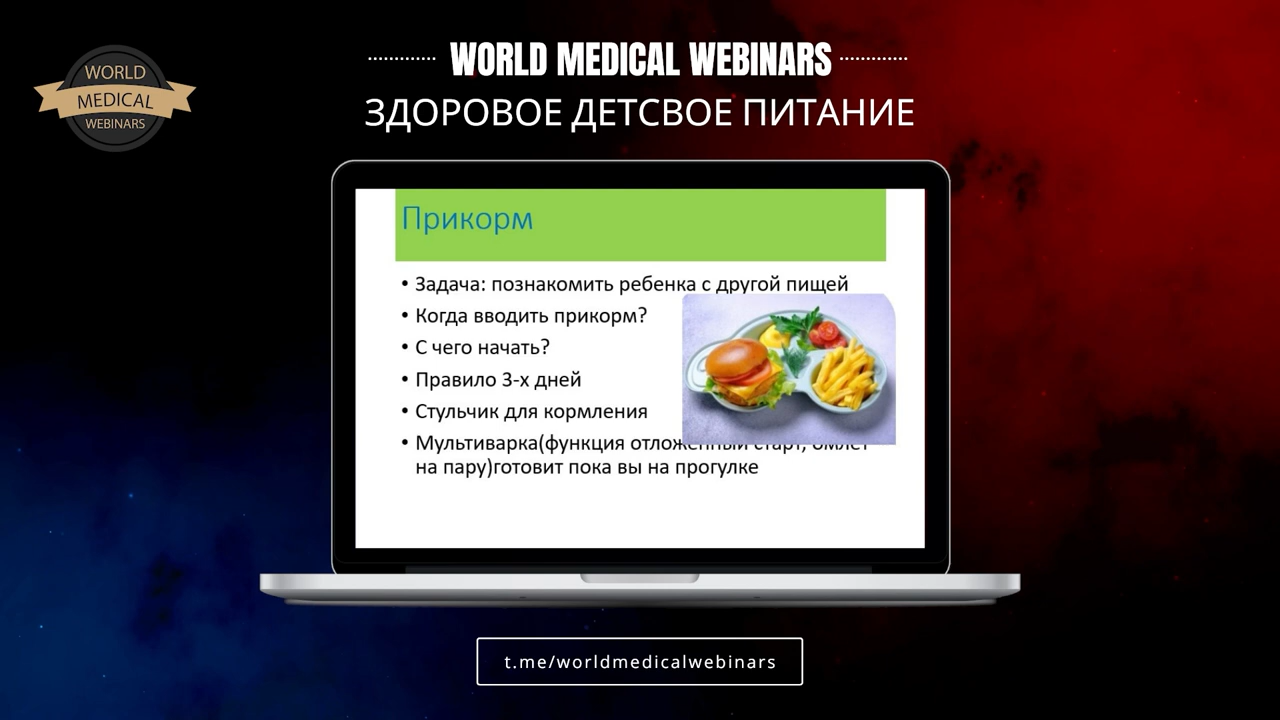 WORLD
MEDICAL
WEBINARS
WORLD MEDICAL WEBINARS
ЗДОРОВОЕ ДЕТСВОЕ ПИТАНИЕ
Прикорм
• Задача: познакомить ребенка с другой пищей
• Когда вводить прикорм?
• С чего начать?
• Правило 3-х дней
• Стульчик для кормления
• Мультиварка(функция отложенный старт, омлет
на пару)готовит пока вы на прогулке
t.me/worldmedicalwebinars